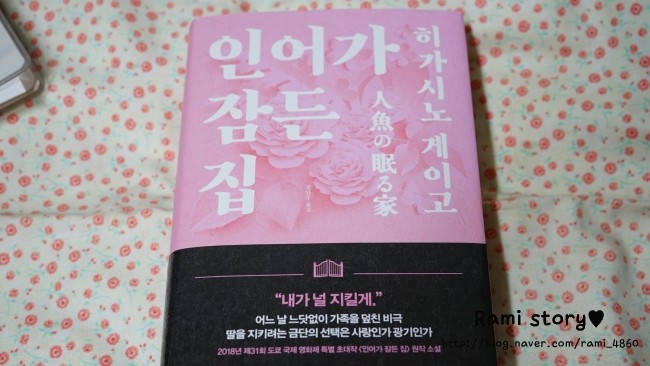 인어가
잠든
집
人魚の眠る家
히가시노 게이고
“내가 널 지킬게.”
어느 날 느닷없이 가족을 덮친 비극
딸을 지키려는 금단의 선택은 사랑인가 광기인가
2018년 제31회 도쿄 국제 영화제 특별 초대작 〈인어가 잠든 집〉 원작 소설
Rami story♥
http://blog.naver.com/rami_4860